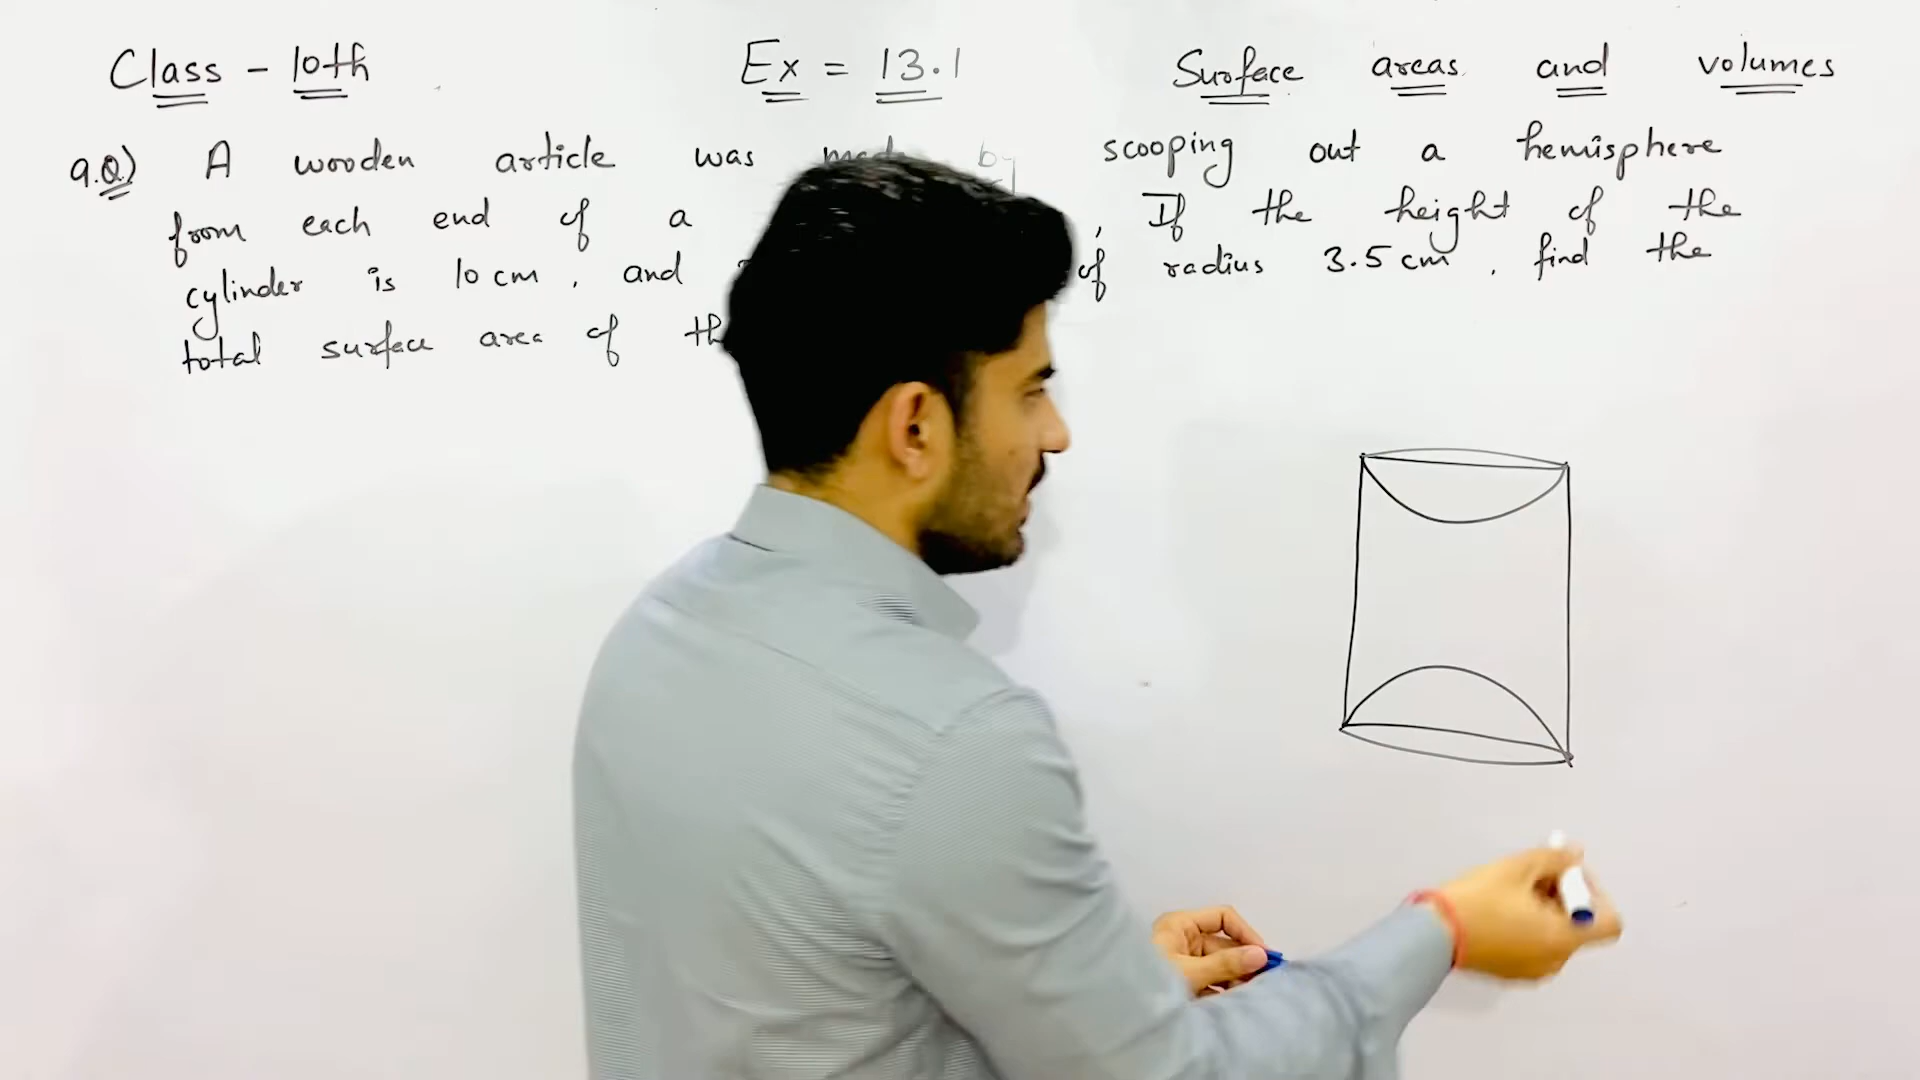 Class - 10th Ex = 13.1 Surface areas and volumes
9.Q) A wooden article was made by scooping out a hemisphere
from each end of a , If the height of the
cylinder is 10 cm , and of radius 3.5 cm , find the
total surface area of